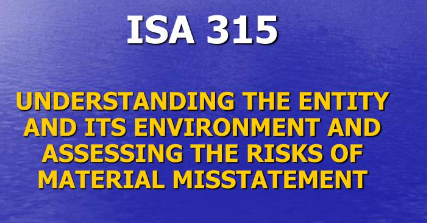 ISA 315
UNDERSTANDING THE ENTITY
AND ITS ENVIRONMENT AND
ASSESSING THE RISKS OF
MATERIAL MISSTATEMENT